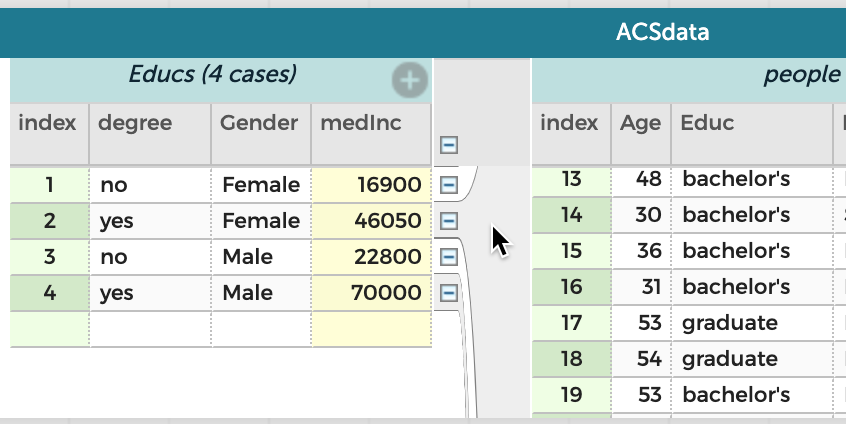 ACSdata
Educs (4 cases)
people
index degree Gender medInc
index Age Educ
1 no Female 16900
2 yes Female 46050
3 no Male 22800
4 yes Male 70000
13 48 bachelor's
14 30 bachelor's
15 36 bachelor's
16 31 bachelor's
17 53 graduate
18 54 graduate
19 53 bachelor's